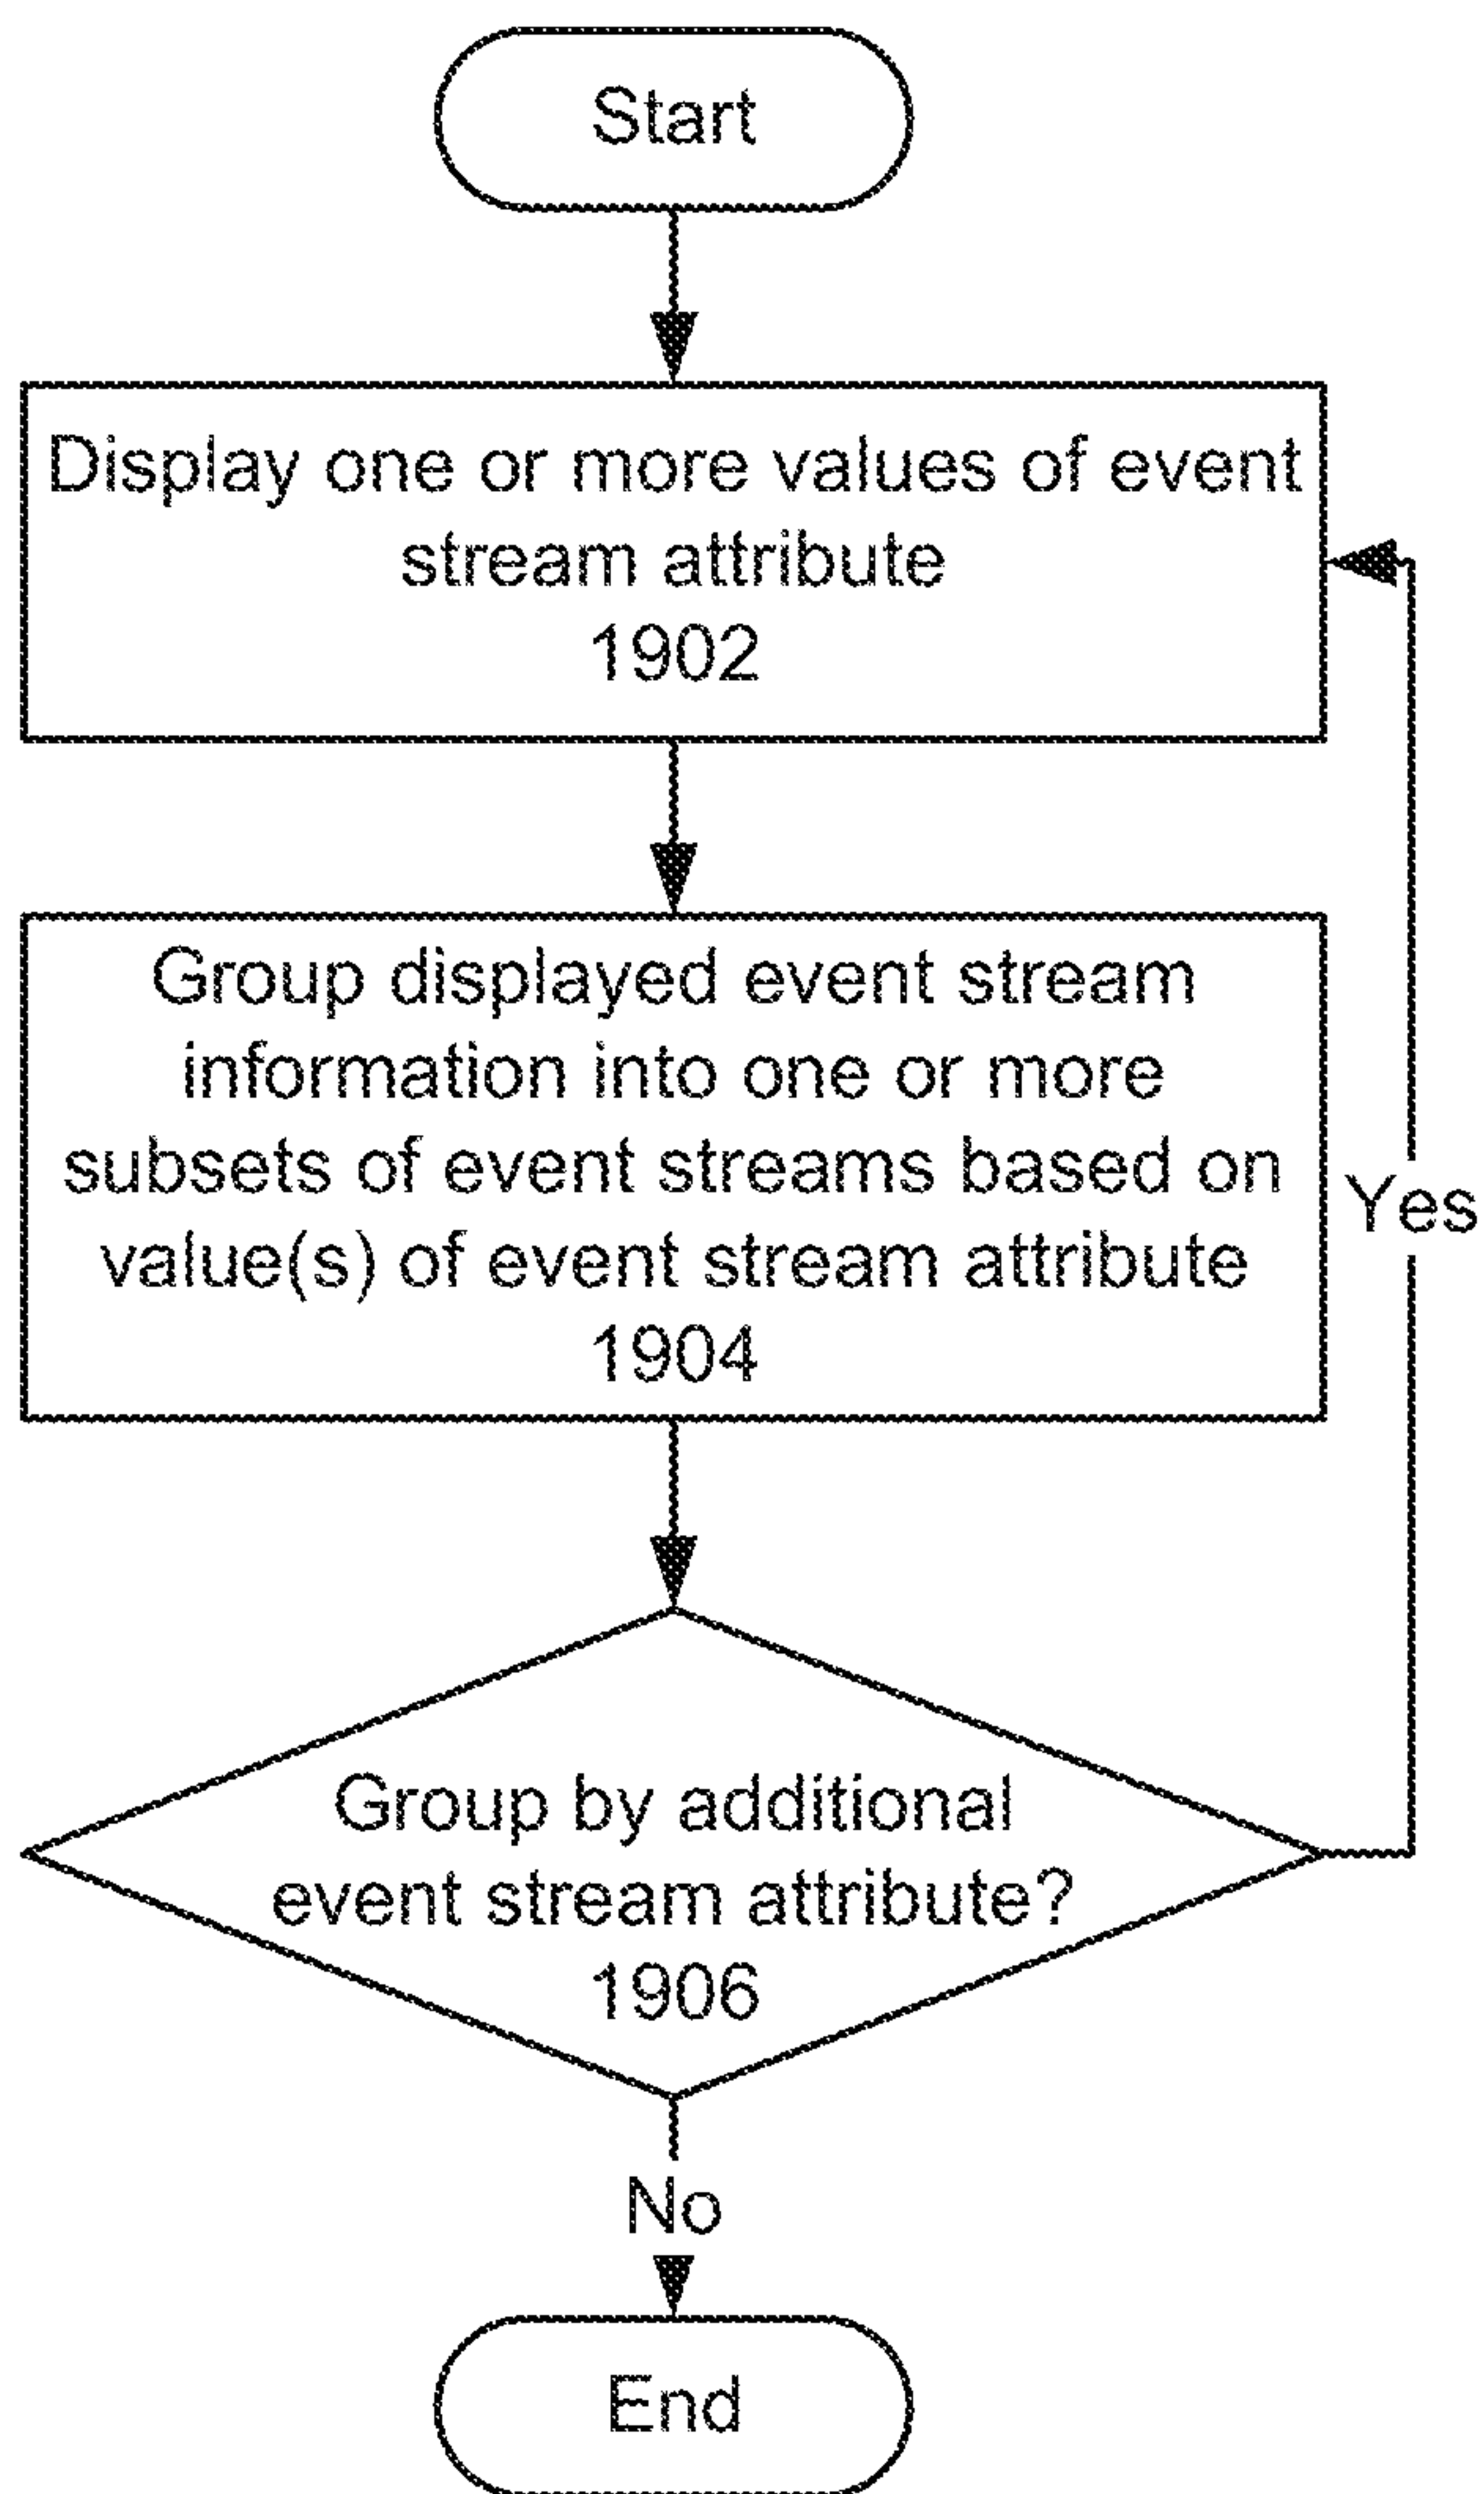 Start
Display one or more values of event
stream attribute
1902
Group displayed event stream
information into one or more
subsets of event streams based on
value(s) of event stream attribute
1904
Yes
Group by additional
event stream attribute?
1906
No
End